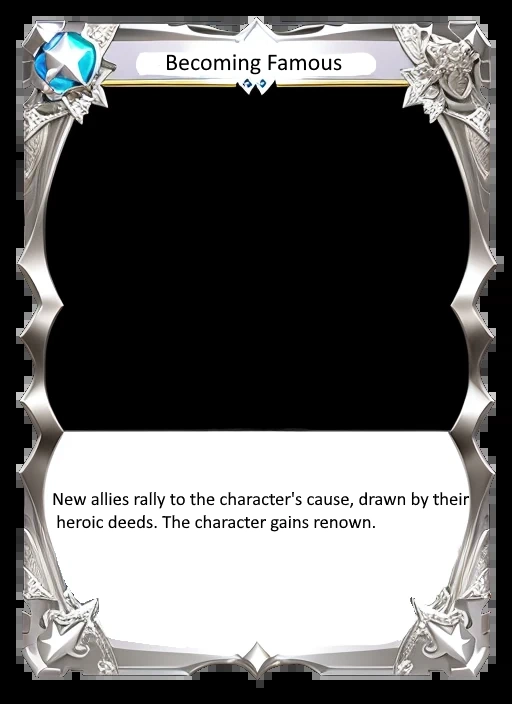 Becoming Famous
New allies rally to the character's cause, drawn by their
heroic deeds. The character gains renown.